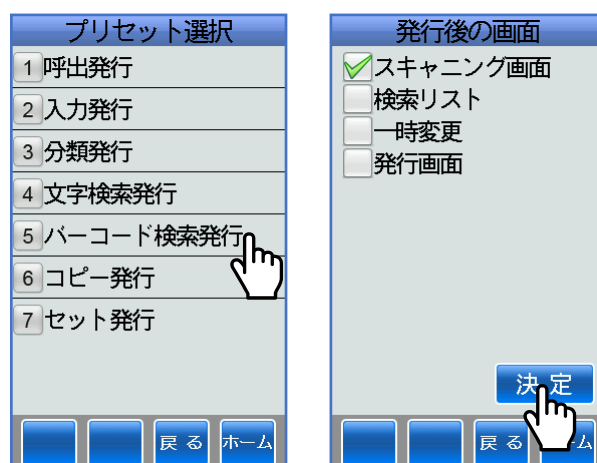 プリセット選択
1 呼出発行
2 入力発行
3 分類発行
4 文字検索発行
5 バーコード検索発行
6 コピー発行
7 セット発行
戻る ホーム
発行後の画面
スキャニング画面
検索リスト
一時変更
発行画面
決定
戻る